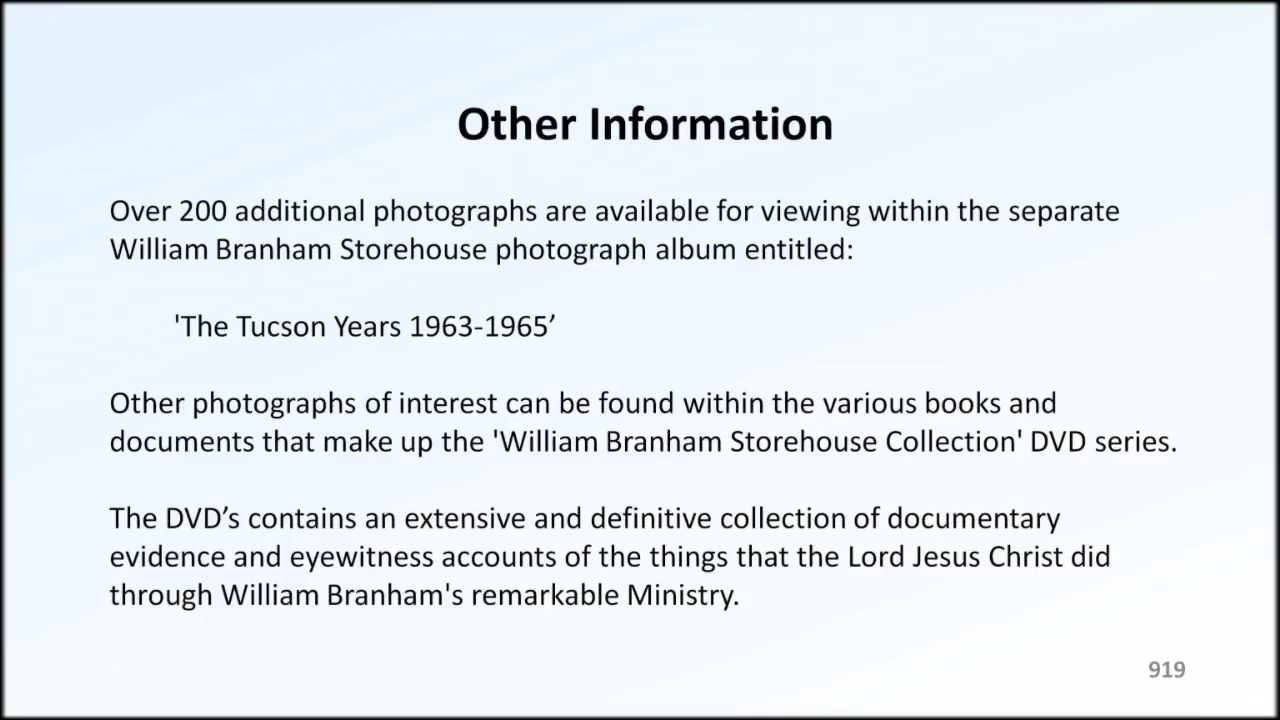 Other Information
Over 200 additional photographs are available for viewing within the separate
William Branham Storehouse photograph album entitled:
'The Tucson Years 1963-1965’
Other photographs of interest can be found within the various books and
documents that make up the 'William Branham Storehouse Collection' DVD series.
The DVD’s contains an extensive and definitive collection of documentary
evidence and eyewitness accounts of the things that the Lord Jesus Christ did
through William Branham's remarkable Ministry.
919